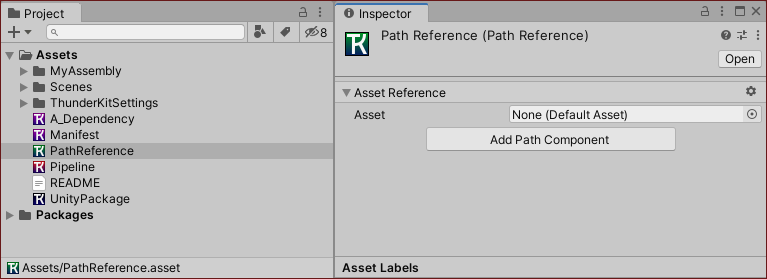 Project
8
Assets
MyAssembly
Scenes
ThunderKitSettings
A_Dependency
Manifest
PathReference
Pipeline
README
UnityPackage
Packages
Assets/PathReference.asset
Inspector
Path Reference (Path Reference)
Open
Asset Reference
Asset None (Default Asset)
Add Path Component
Asset Labels